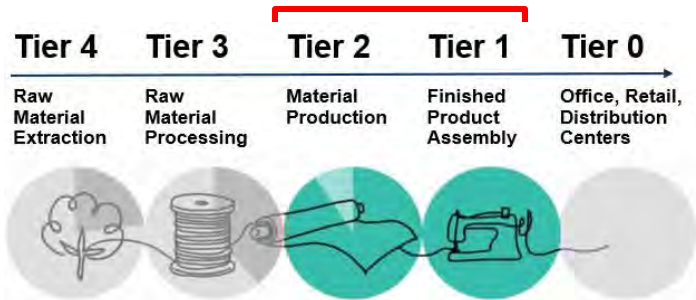 Tier 4
Tier 3
Tier 2
Tier 1
Tier 0
Raw
Material
Extraction
Raw
Material
Processing
Material
Production
Finished
Product
Assembly
Office, Retail,
Distribution
Centers